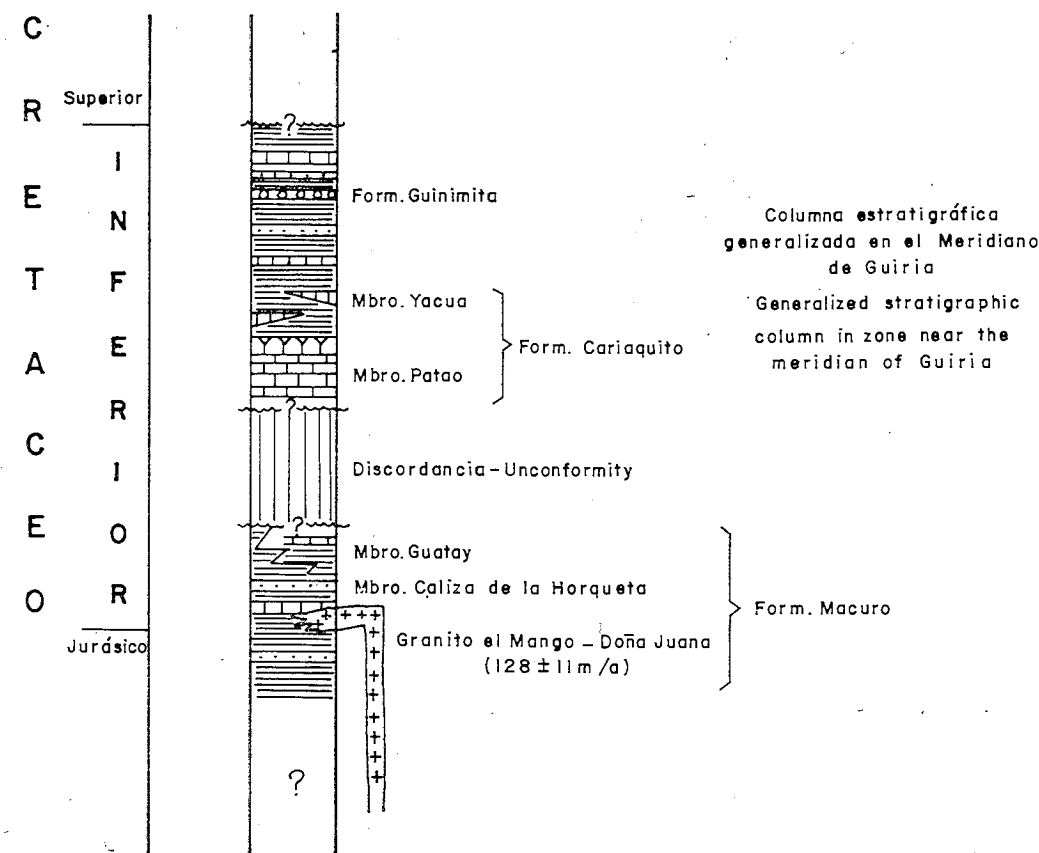 CRETACEO
Superior
INFERIOR
Jurásico
?
Form. Guinimita
Mbro. Yacua
Form. Cariaquito
Mbro. Patao
?
Discordancia-Unconformity
?
Mbro. Guatay
Mbro. Caliza de la Horqueta
Form. Macuro
Granito el Mango - Doña Juana
(128 ± 11 m/a)
?
Columna estratigráfica
generalizada en el Meridiano
de Guiria
Generalized stratigraphic
column in zone near the
meridian of Guiria